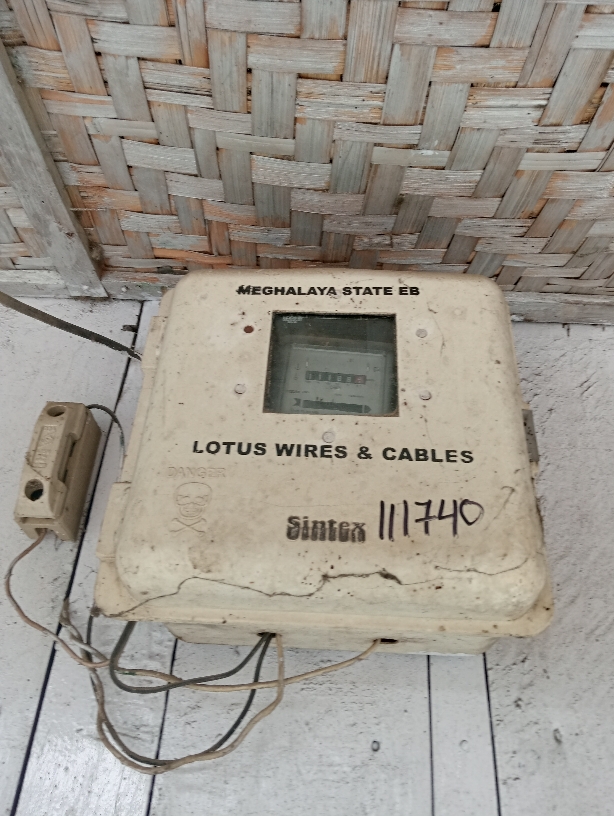 MEGHALAYA STATE EB
LOTUS WIRES & CABLES
DANGER
Sintex 111740